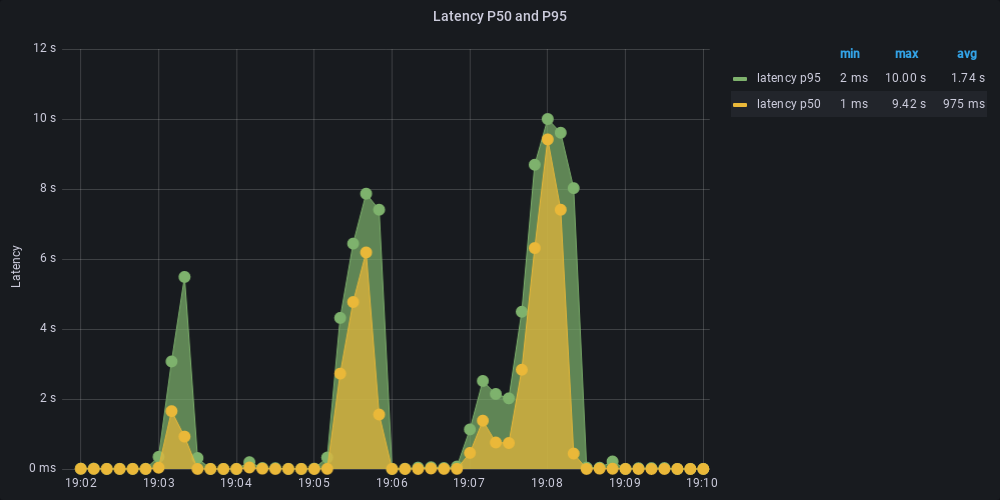 Latency P50 and P95
min max avg
latency p95 2 ms 10.00 s 1.74 s
latency p50 1 ms 9.42 s 975 ms
Latency
12 s
10 s
8 s
6 s
4 s
2 s
0 ms
19:02 19:03 19:04 19:05 19:06 19:07 19:08 19:09 19:10